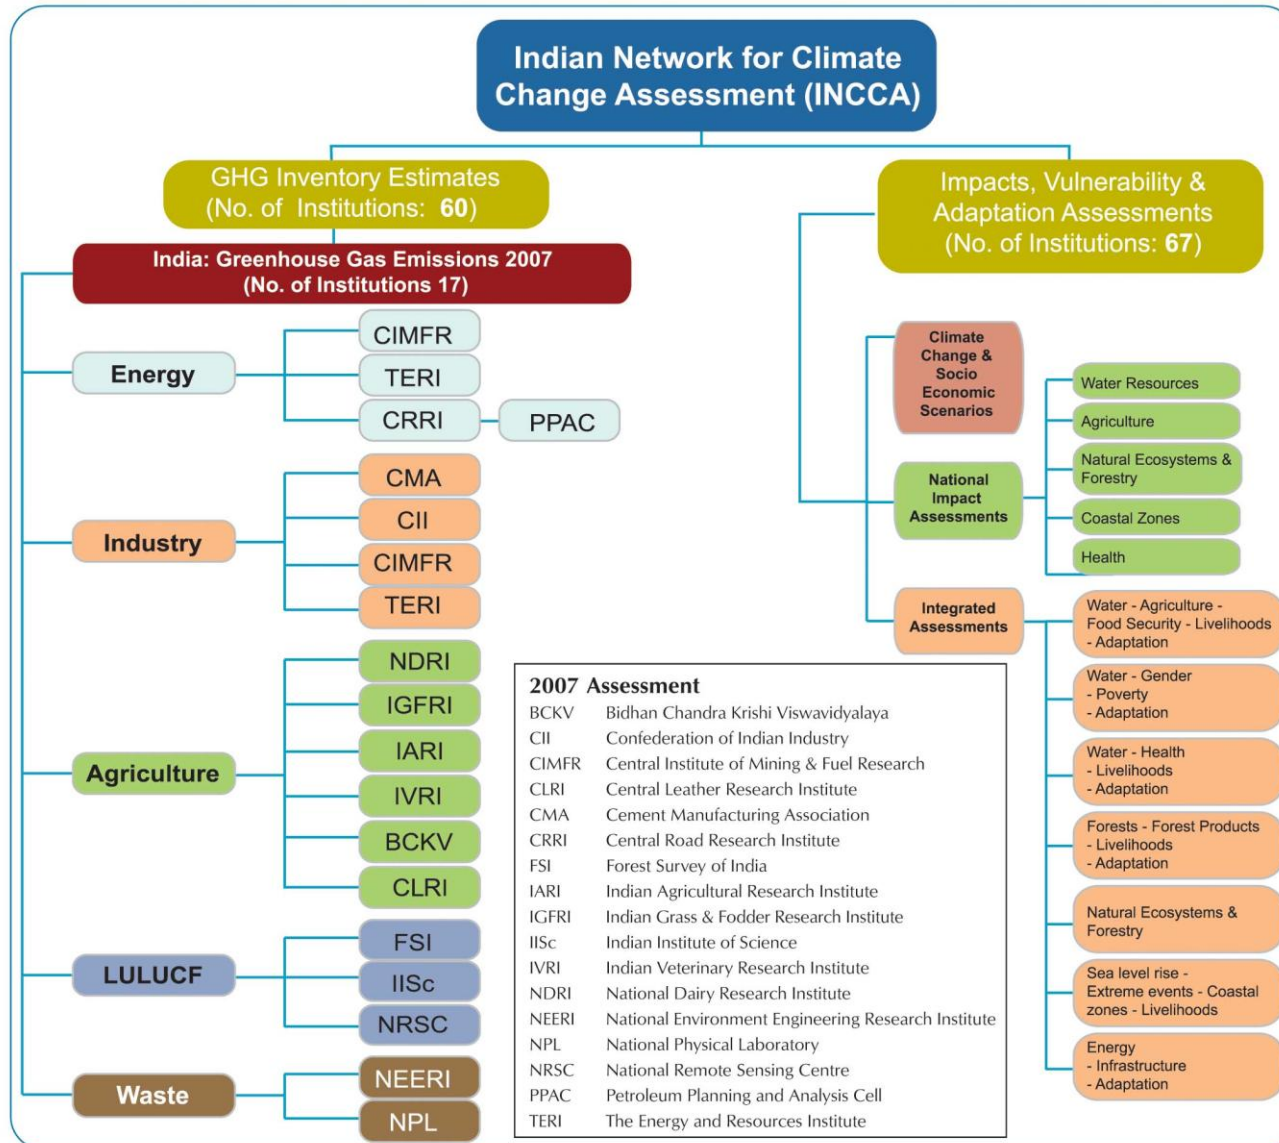 Indian Network for Climate
Change Assessment (INCCA)
GHG Inventory Estimates
(No. of Institutions: 60)
India: Greenhouse Gas Emissions 2007
(No. of Institutions 17)
Energy
CIMFR
TERI
CRRI
PPAC
Industry
CMA
CII
CIMFR
TERI
Agriculture
NDRI
IGFRI
IARI
IVRI
BCKV
CLRI
LULUCF
FSI
IISc
NRSC
Waste
NEERI
NPL
2007 Assessment
BCKV Bidhan Chandra Krishi Viswavidyalaya
CII Confederation of Indian Industry
CIMFR Central Institute of Mining & Fuel Research
CLRI Central Leather Research Institute
CMA Cement Manufacturing Association
CRRI Central Road Research Institute
FSI Forest Survey of India
IARI Indian Agricultural Research Institute
IGFRI Indian Grass & Fodder Research Institute
IISc Indian Institute of Science
IVRI Indian Veterinary Research Institute
NDRI National Dairy Research Institute
NEERI National Environment Engineering Research Institute
NPL National Physical Laboratory
NRSC National Remote Sensing Centre
PPAC Petroleum Planning and Analysis Cell
TERI The Energy and Resources Institute
Impacts, Vulnerability &
Adaptation Assessments
(No. of Institutions: 67)
Climate
Change &
Socio
Economic
Scenarios
National
Impact
Assessments
Water Resources
Agriculture
Natural Ecosystems &
Forestry
Coastal Zones
Health
Integrated
Assessments
Water - Agriculture -
Food Security - Livelihoods
- Adaptation
Water - Gender
- Poverty
- Adaptation
Water - Health
- Livelihoods
- Adaptation
Forests - Forest Products
- Livelihoods
- Adaptation
Natural Ecosystems &
Forestry
Sea level rise -
Extreme events - Coastal
zones - Livelihoods
Energy
- Infrastructure
- Adaptation